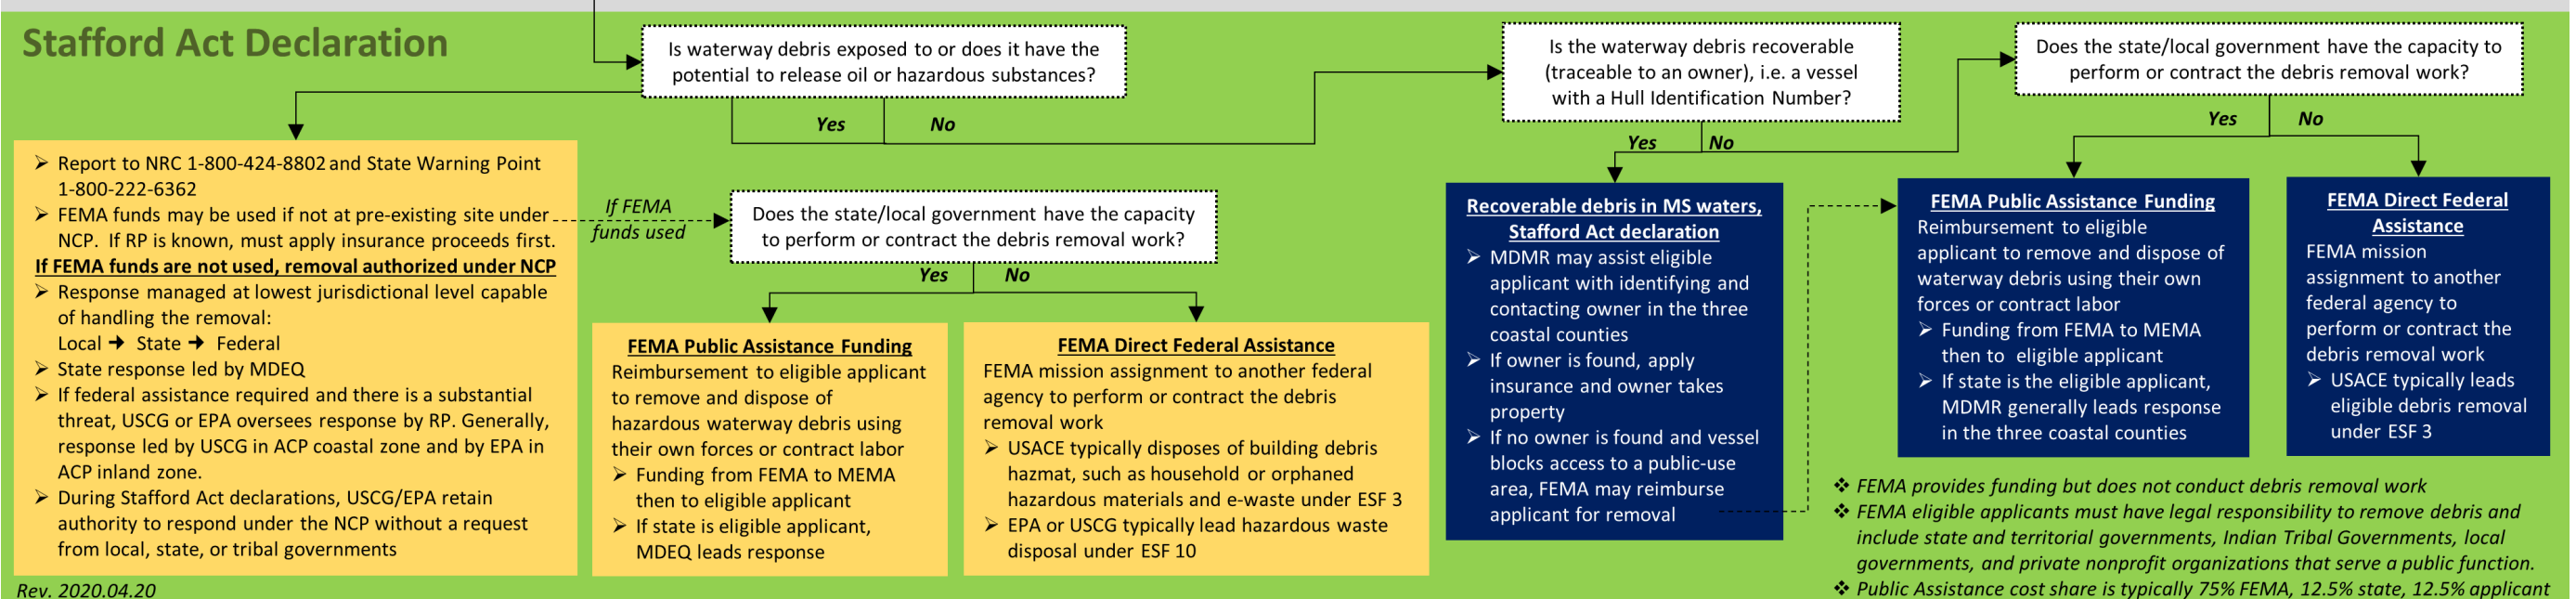 Stafford Act Declaration
Is waterway debris exposed to or does it have the
potential to release oil or hazardous substances?
Yes
No
Is the waterway debris recoverable
(traceable to an owner), i.e. a vessel
with a Hull Identification Number?
Yes
No
Does the state/local government have the capacity to
perform or contract the debris removal work?
Yes
No
➢ Report to NRC 1-800-424-8802 and State Warning Point
1-800-222-6362
➢ FEMA funds may be used if not at pre-existing site under
NCP. If RP is known, must apply insurance proceeds first.
If FEMA funds are not used, removal authorized under NCP
➢ Response managed at lowest jurisdictional level capable
of handling the removal:
Local → State → Federal
➢ State response led by MDEQ
➢ If federal assistance required and there is a substantial
threat, USCG or EPA oversees response by RP. Generally,
response led by USCG in ACP coastal zone and by EPA in
ACP inland zone.
➢ During Stafford Act declarations, USCG/EPA retain
authority to respond under the NCP without a request
from local, state, or tribal governments
Rev. 2020.04.20
If FEMA
funds used
Does the state/local government have the capacity
to perform or contract the debris removal work?
Yes
No
FEMA Public Assistance Funding
Reimbursement to eligible applicant
to remove and dispose of
hazardous waterway debris using
their own forces or contract labor
➢ Funding from FEMA to MEMA
then to eligible applicant
➢ If state is eligible applicant,
MDEQ leads response
FEMA Direct Federal Assistance
FEMA mission assignment to another federal
agency to perform or contract the debris
removal work
➢ USACE typically disposes of building debris
hazmat, such as household or orphaned
hazardous materials and e-waste under ESF 3
➢ EPA or USCG typically lead hazardous waste
disposal under ESF 10
Recoverable debris in MS waters,
Stafford Act declaration
➢ MDMR may assist eligible
applicant with identifying and
contacting owner in the three
coastal counties
➢ If owner is found, apply
insurance and owner takes
property
➢ If no owner is found and vessel
blocks access to a public-use
area, FEMA may reimburse
applicant for removal
FEMA Public Assistance Funding
Reimbursement to eligible
applicant to remove and dispose of
waterway debris using their own
forces or contract labor
➢ Funding from FEMA to MEMA
then to eligible applicant
➢ If state is the eligible applicant,
MDMR generally leads response
in the three coastal counties
FEMA Direct Federal
Assistance
FEMA mission
assignment to another
federal agency to
perform or contract the
debris removal work
➢ USACE typically leads
eligible debris removal
under ESF 3
❖ FEMA provides funding but does not conduct debris removal work
❖ FEMA eligible applicants must have legal responsibility to remove debris and
include state and territorial governments, Indian Tribal Governments, local
governments, and private nonprofit organizations that serve a public function.
❖ Public Assistance cost share is typically 75% FEMA, 12.5% state, 12.5% applicant